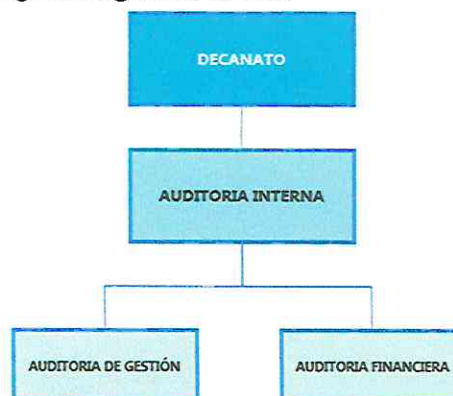 DECANATO
AUDITORIA INTERNA
AUDITORIA DE GESTIÓN
AUDITORIA FINANCIERA